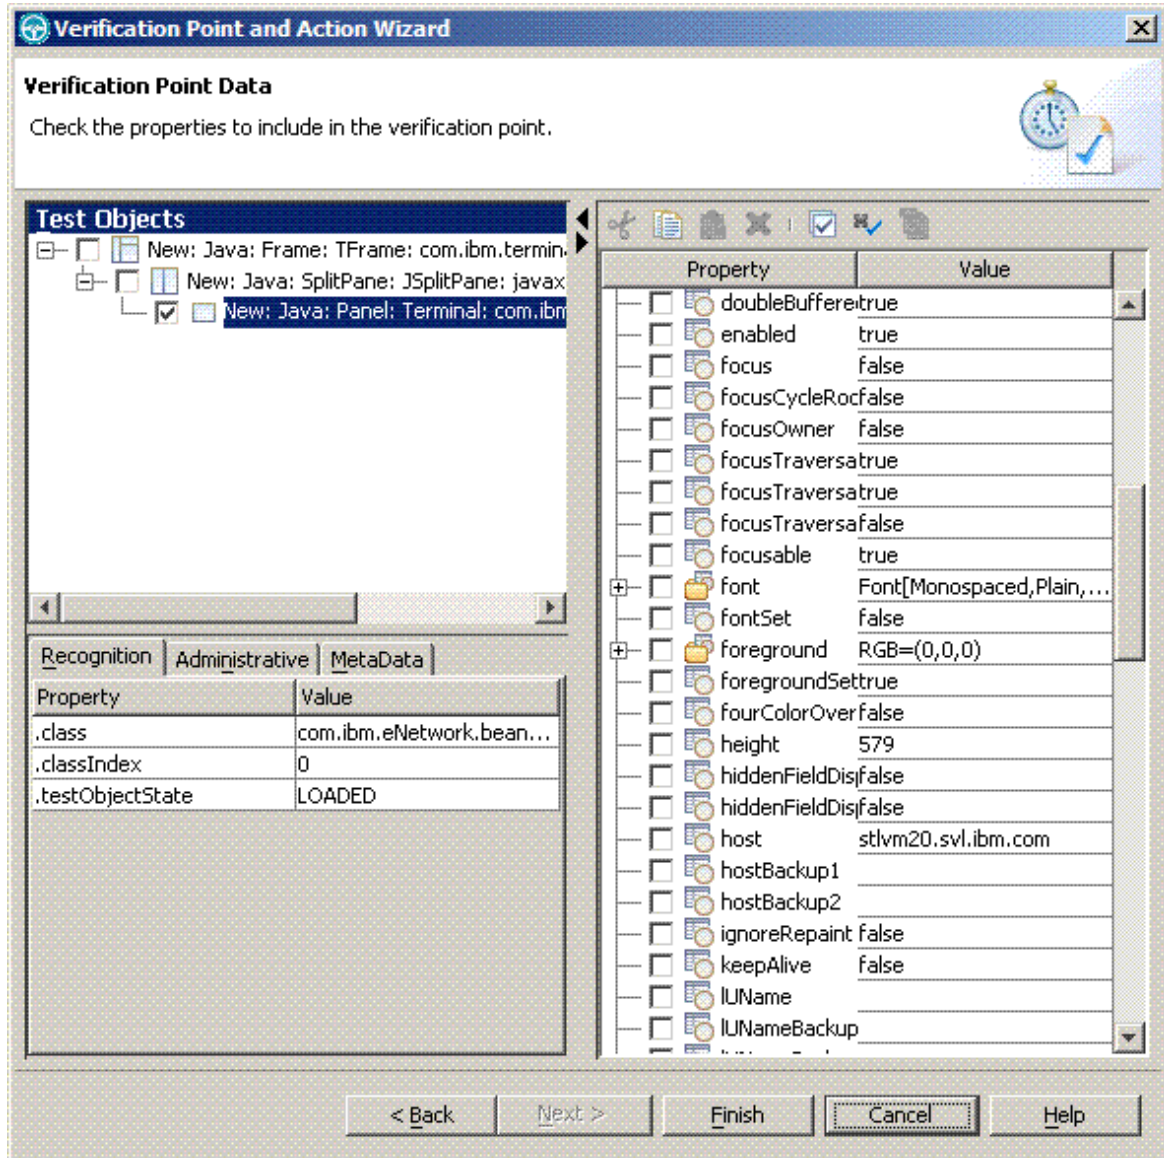 Verification Point and Action Wizard
Verification Point Data
Check the properties to include in the verification point.
Test Objects
New: Java: Frame: TFrame: com.ibm.termin
New: Java: SplitPane: JSplitPane: javax
New: Java: Panel: Terminal: com.ibm
Recognition Administrative MetaData
Property Value
.class com.ibm.eNetwork.bean...
.classIndex 0
.testObjectState LOADED
Property Value
doubleBuffere true
enabled true
focus false
focusCycleRoo false
focusOwner false
focusTraversa true
focusTraversa true
focusTraversa false
focusable true
font Font[Monospaced,Plain,...
fontSet false
foreground RGB=(0,0,0)
foregroundSet true
fourColorOver false
height 579
hiddenFieldDisp false
hiddenFieldDisp false
host stlvm20.svl.ibm.com
hostBackup1
hostBackup2
ignoreRepaint false
keepAlive false
lUName
lUNameBackup
< Back Next > Finish Cancel Help